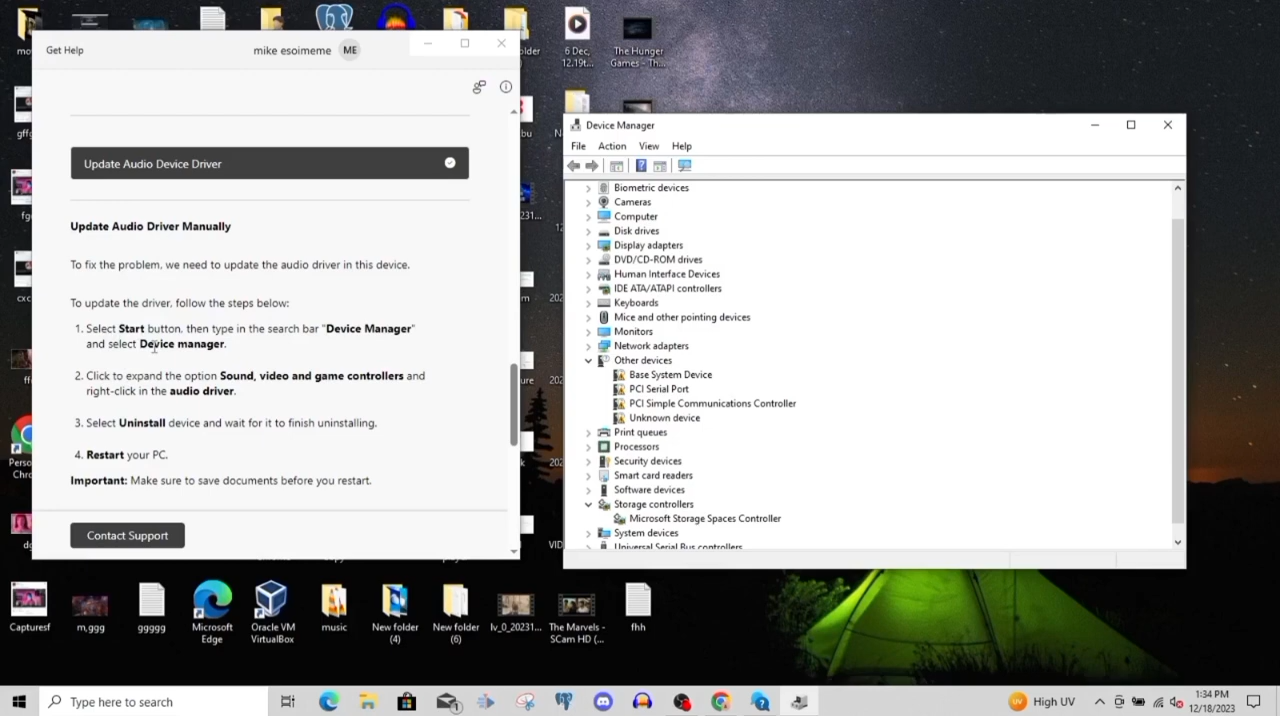 Get Help
mike esoimeme ME
Update Audio Device Driver
Update Audio Driver Manually
To fix the problem, we need to update the audio driver in this device.
To update the driver, follow the steps below:
1. Select Start button, then type in the search bar "Device Manager"
and select Device manager.
2. Click to expand the option Sound, video and game controllers and
right-click in the audio driver.
3. Select Uninstall device and wait for it to finish uninstalling.
4. Restart your PC.
Important: Make sure to save documents before you restart.
Contact Support
6 Dec,
12.19t...
The Hunger
Games - Th...
Device Manager
File Action View Help
Biometric devices
Cameras
Computer
Disk drives
Display adapters
DVD/CD-ROM drives
Human Interface Devices
IDE ATA/ATAPI controllers
Keyboards
Mice and other pointing devices
Monitors
Network adapters
Other devices
Base System Device
PCI Serial Port
PCI Simple Communications Controller
Unknown device
Print queues
Processors
Security devices
Smart card readers
Software devices
Storage controllers
Microsoft Storage Spaces Controller
System devices
Universal Serial Bus controllers
Capturesf
m,ggg
ggggg
Microsoft
Edge
Oracle VM
VirtualBox
music
New folder
(4)
New folder
(6)
lv_0_20231...
The Marvels -
SCam HD (...
fhh
Type here to search
High UV
1:34 PM
12/18/2023